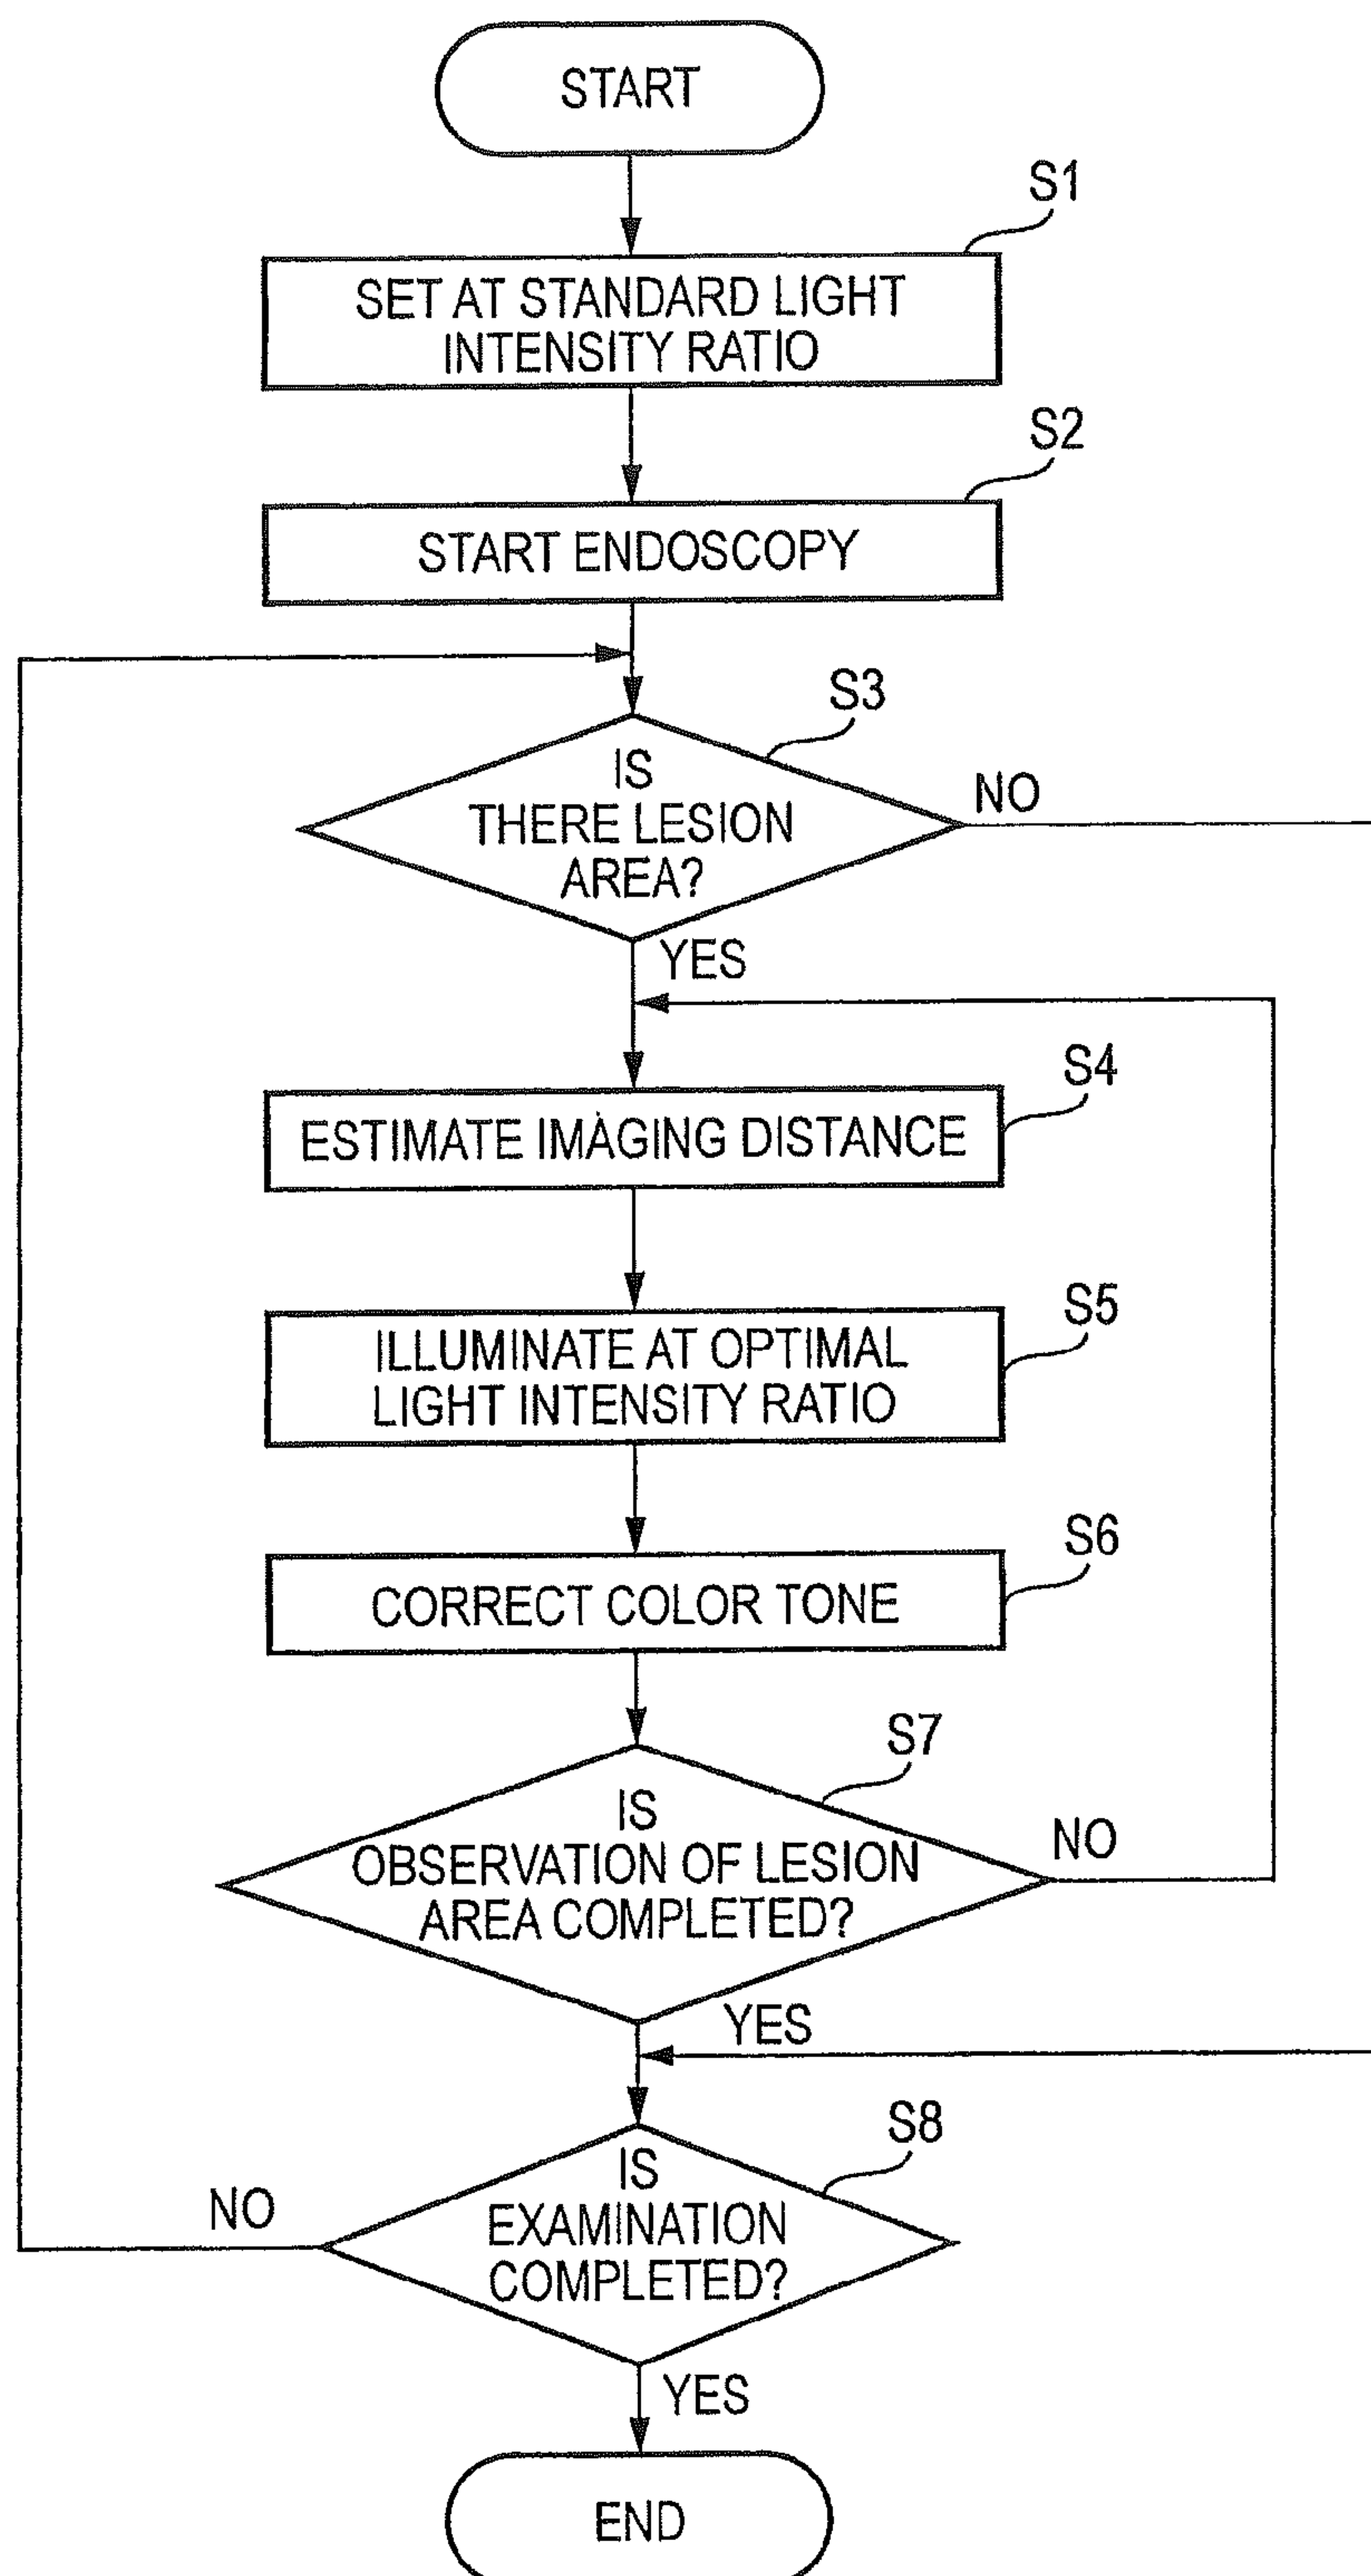 START
S1
SET AT STANDARD LIGHT
INTENSITY RATIO
S2
START ENDOSCOPY
S3
IS
THERE LESION
AREA?
NO
YES
S4
ESTIMATE IMAGING DISTANCE
S5
ILLUMINATE AT OPTIMAL
LIGHT INTENSITY RATIO
S6
CORRECT COLOR TONE
S7
IS
OBSERVATION OF LESION
AREA COMPLETED?
NO
YES
S8
IS
EXAMINATION
COMPLETED?
NO
YES
END